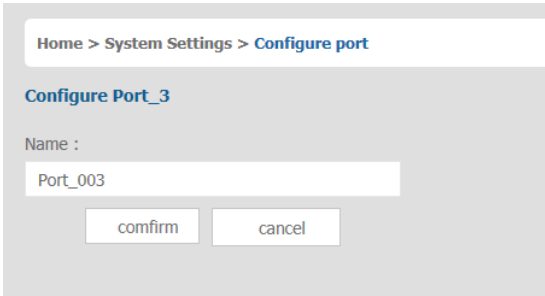 Home > System Settings > Configure port
Configure Port_3
Name :
Port_003
comfirm cancel